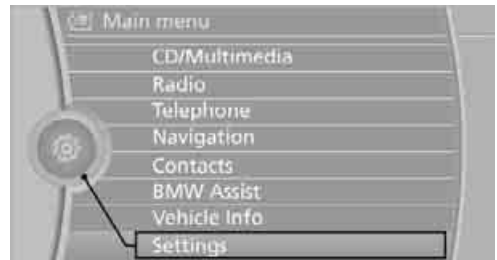 Main menu
CD/Multimedia
Radio
Telephone
Navigation
Contacts
BMW Assist
Vehicle Info
Settings